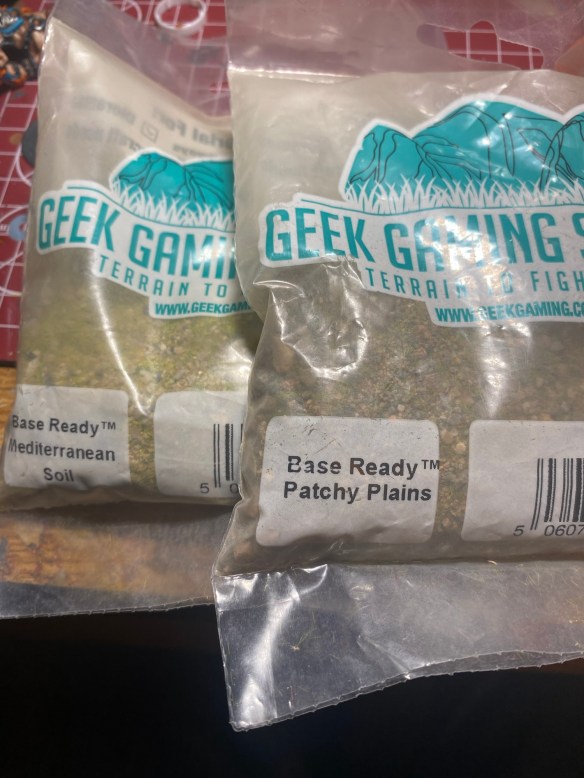 GEEK GAMI
TERRAIN TO
WWW.GEEKGAM
Base Ready™
Mediterranean
Soil
5
GEEK GAMING S
TERRAIN TO FIGH
WWW.GEEKGAMING.CO
Base Ready™
Patchy Plains
5 0607